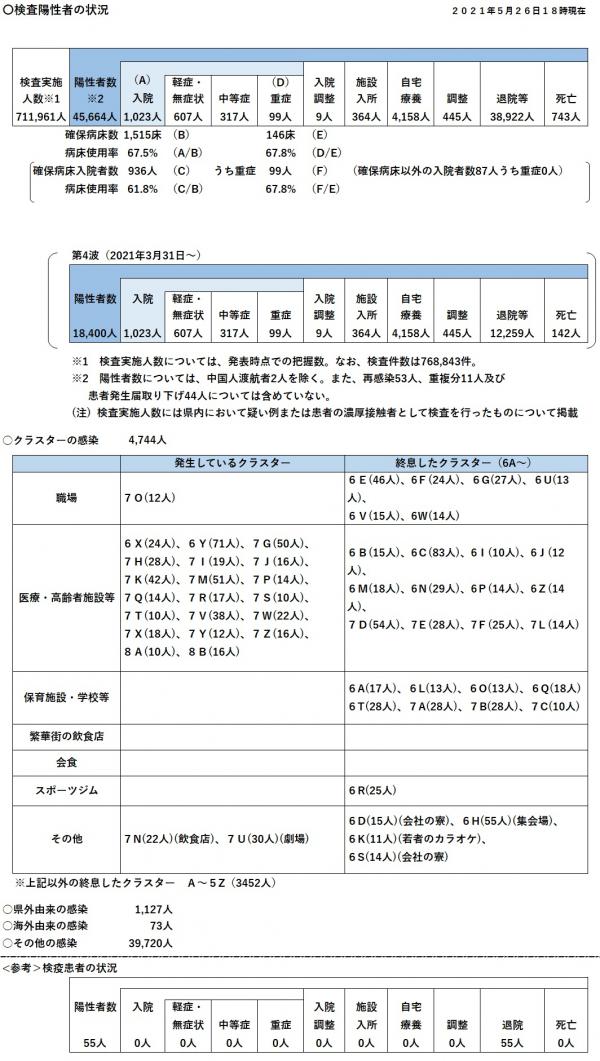 〇検査陽性者の状況 2021年5月26日18時現在
検査実施人数※1 陽性者数※2 (A)入院 軽症・無症状 中等症 (D)重症 入院調整 施設入所 自宅療養 調整 退院等 死亡
711,961人 45,664人 1,023人 607人 317人 99人 9人 364人 4,158人 445人 38,922人 743人
確保病床数 1,515床 (B) 146床 (E)
病床使用率 67.5% (A/B) 67.8% (D/E)
確保病床入院者数 936人 (C) うち重症 99人 (F) (確保病床以外の入院者数87人うち重症0人)
病床使用率 61.8% (C/B) 67.8% (F/E)
第4波(2021年3月31日~)
陽性者数 入院 軽症・無症状 中等症 重症 入院調整 施設入所 自宅療養 調整 退院等 死亡
18,400人 1,023人 607人 317人 99人 9人 364人 4,158人 445人 12,259人 142人
※1 検査実施人数については、発表時点での把握数。なお、検査件数は768,843件。
※2 陽性者数については、中国人渡航者2人を除く。また、再感染53人、重複分11人及び
患者発生届取り下げ44人については含めていない。
(注)検査実施人数には県内において疑い例または患者の濃厚接触者として検査を行ったものについて掲載
〇クラスターの感染 4,744人
発生しているクラスター 終息したクラスター(6A~)
職場
7O(12人)
6E(46人)、6F(24人)、6G(27人)、6U(13
人)、
6V(15人)、6W(14人)
医療・高齢者施設等
6X(24人)、6Y(71人)、7G(50人)、
7H(28人)、7I(19人)、7J(16人)、
7K(42人)、7M(51人)、7P(14人)、
7Q(14人)、7R(17人)、7S(10人)、
7T(10人)、7V(38人)、7W(22人)、
7X(18人)、7Y(12人)、7Z(16人)、
8A(10人)、8B(16人)
6B(15人)、6C(83人)、6I(10人)、6J(12
人)、
6M(18人)、6N(29人)、6P(14人)、6Z(14
人)、
7D(54人)、7E(28人)、7F(25人)、7L(14人)
保育施設・学校等
6A(17人)、6L(13人)、6O(13人)、6Q(18人)
6T(28人)、7A(28人)、7B(28人)、7C(10人)
繁華街の飲食店
会食
スポーツジム
6R(25人)
その他
7N(22人)(飲食店)、7U(30人)(劇場)
6D(15人)(会社の寮)、6H(55人)(集会場)、
6K(11人)(若者のカラオケ)、
6S(14人)(会社の寮)
※上記以外の終息したクラスター A~5Z(3452人)
〇県外由来の感染 1,127人
〇海外由来の感染 73人
〇その他の感染 39,720人
<参考>検疫患者の状況
陽性者数 入院 軽症・無症状 中等症 重症 入院調整 施設入所 自宅療養 調整 退院 死亡
55人 0人 0人 0人 0人 0人 0人 0人 0人 55人 0人